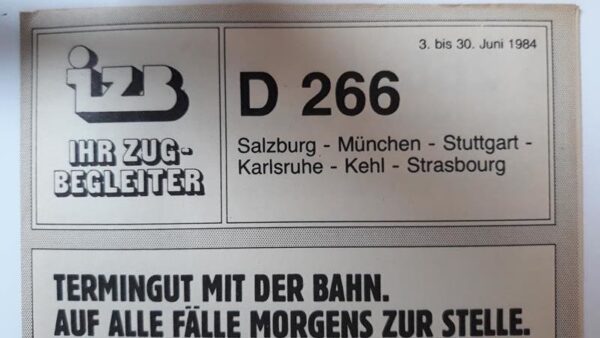 3. bis 30. Juni 1984
izb
IHR ZUG-
BEGLEITER
D 266
Salzburg - München - Stuttgart -
Karlsruhe - Kehl - Strasbourg
TERMINGUT MIT DER BAHN.
AUF ALLE FÄLLE MORGENS ZUR STELLE.